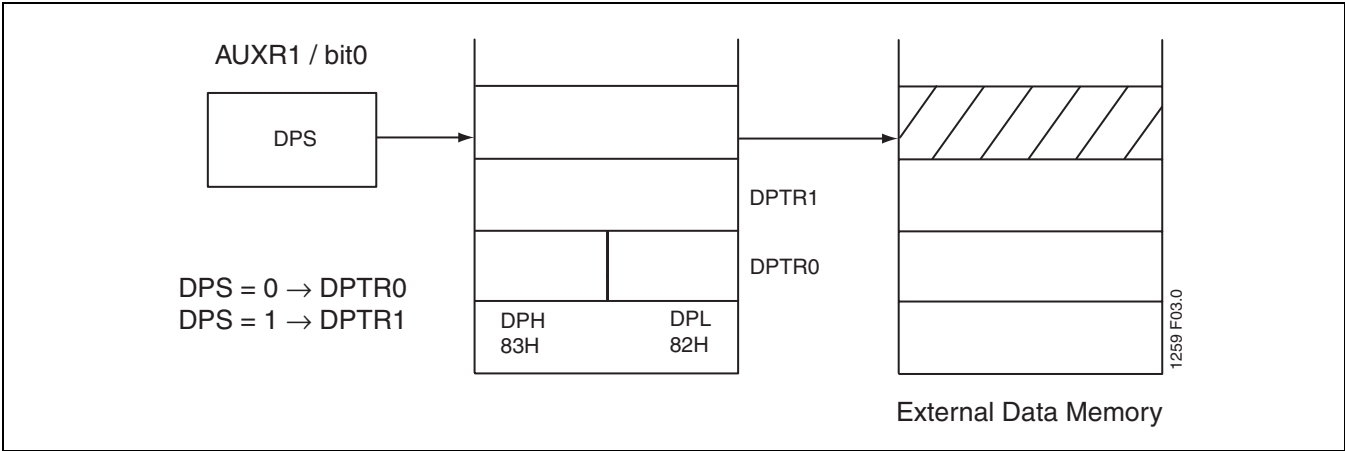 AUXR1 / bit0
DPS
DPS = 0 → DPTR0
DPS = 1 → DPTR1
DPTR1
DPTR0
DPH
83H
DPL
82H
External Data Memory
1259 F03.0